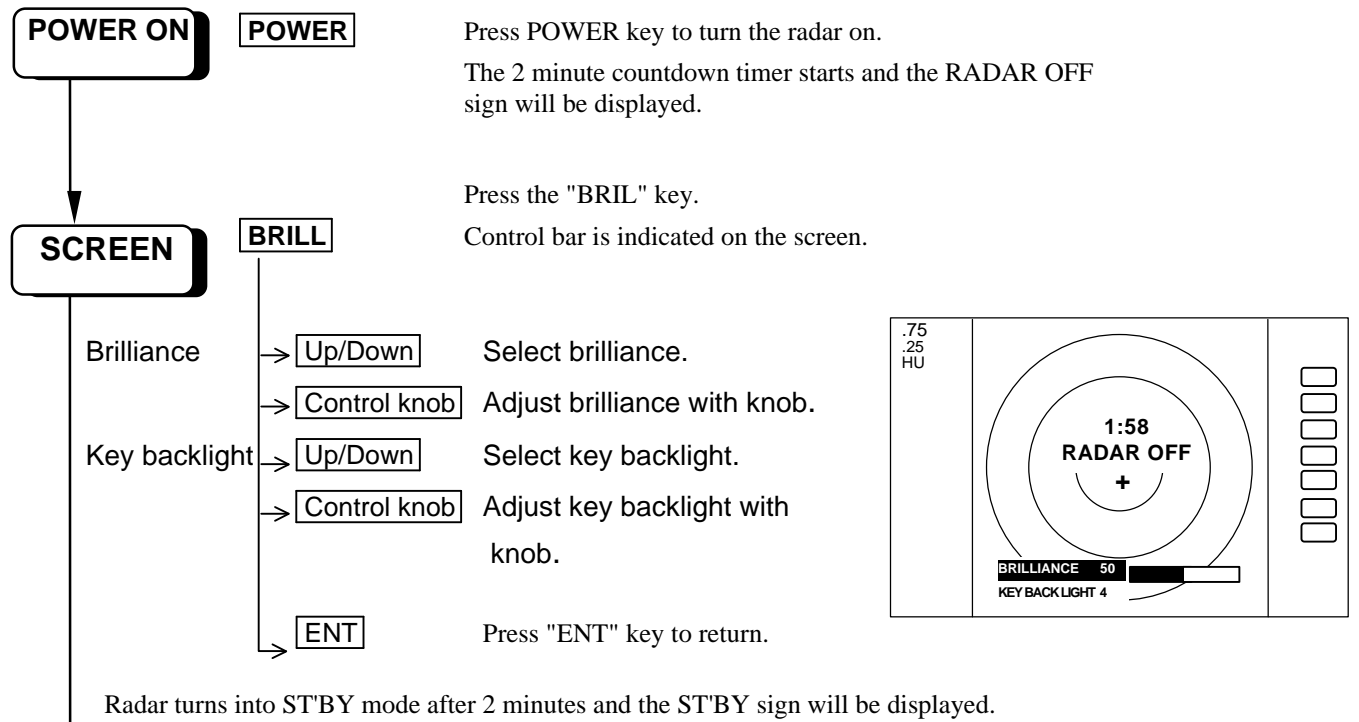 POWER ON POWER Press POWER key to turn the radar on.
The 2 minute countdown timer starts and the RADAR OFF
sign will be displayed.
Press the "BRIL" key.
SCREEN BRILL Control bar is indicated on the screen.
Brilliance Up/Down Select brilliance.
Control knob Adjust brilliance with knob.
Key backlight Up/Down Select key backlight.
Control knob Adjust key backlight with
knob.
ENT Press "ENT" key to return.
.75
.25
HU
1:58
RADAR OFF
+
BRILLIANCE 50
KEY BACK LIGHT 4
Radar turns into ST'BY mode after 2 minutes and the ST'BY sign will be displayed.